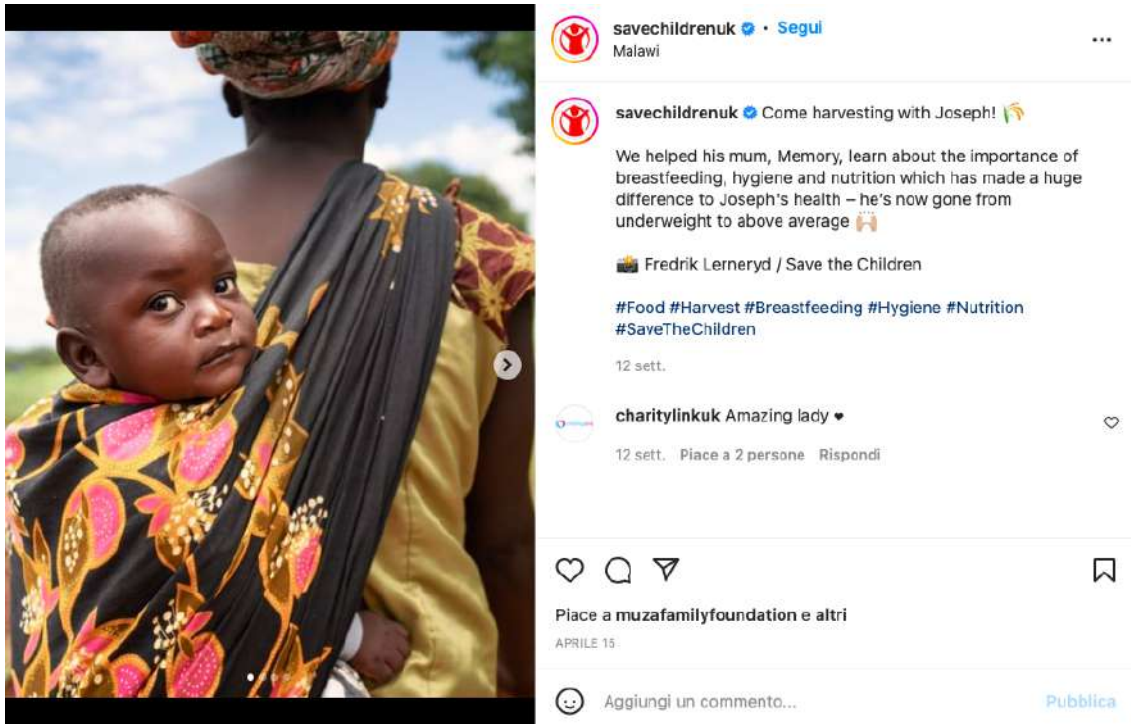 savechildrenuk • Segui
Malawi
savechildrenuk Come harvesting with Joseph!
We helped his mum, Memory, learn about the importance of
breastfeeding, hygiene and nutrition which has made a huge
difference to Joseph's health – he's now gone from
underweight to above average
Fredrik Lerneryd / Save the Children
#Food #Harvest #Breastfeeding #Hygiene #Nutrition
#SaveTheChildren
12 sett.
charitylinkuk Amazing lady
12 sett. Piace a 2 persone Rispondi
Piace a muzafamilyfoundation e altri
APRILE 15
Aggiungi un commento... Pubblica